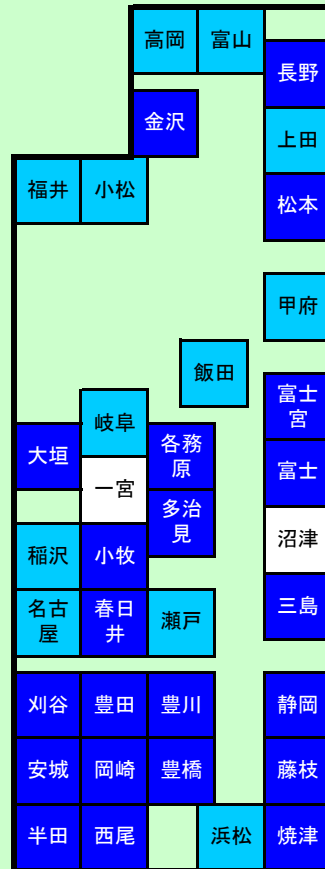 高岡
富山
長野
金沢
上田
福井
小松
松本
甲府
飯田
富士
宮
岐阜
大垣
各務
原
富士
一宮
多治
見
沼津
稲沢
小牧
三島
名古
屋
春日
井
瀬戸
刈谷
豊田
豊川
静岡
安城
岡崎
豊橋
藤枝
半田
西尾
浜松
焼津